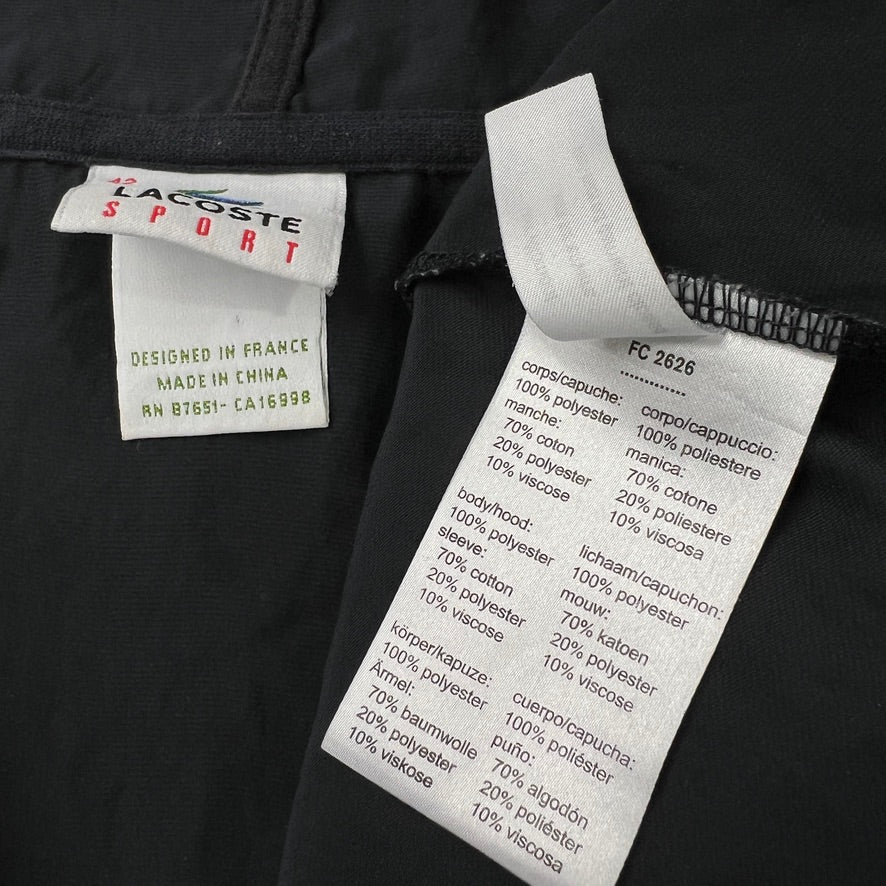 42
LACOSTE
SPORT
DESIGNED IN FRANCE
MADE IN CHINA
RN 87651- CA16998
FC 2626
corps/capuche:
100% polyester
manche:
70% coton
20% polyester
10% viscose
body/hood:
100% polyester
sleeve:
70% cotton
20% polyester
10% viscose
körper/kapuze:
100% polyester
Ärmel:
70% baumwolle
20% polyester
10% viskose
corpo/cappuccio:
100% poliestere
manica:
70% cotone
20% poliestere
10% viscosa
lichaam/capuchon:
100% polyester
mouw:
70% katoen
20% polyester
10% viscose
cuerpo/capucha:
100% poliéster
puño:
70% algodón
20% poliéster
10% viscosa